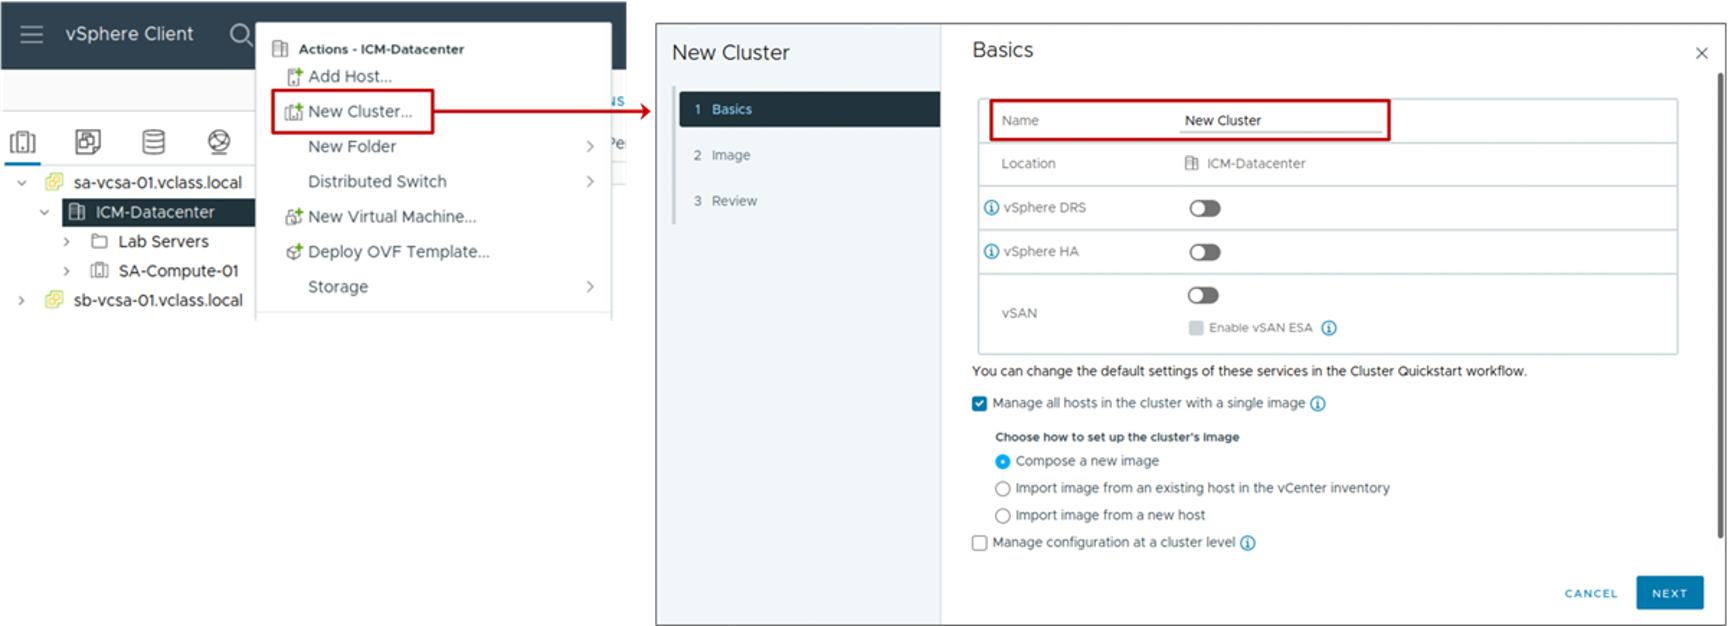 vSphere Client
Actions - ICM-Datacenter
Add Host...
New Cluster...
New Folder
Distributed Switch
New Virtual Machine...
Deploy OVF Template...
Storage
sa-vcsa-01.vclass.local
ICM-Datacenter
Lab Servers
SA-Compute-01
sb-vcsa-01.vclass.local
New Cluster
1 Basics
2 Image
3 Review
Basics
Name New Cluster
Location ICM-Datacenter
vSphere DRS
vSphere HA
vSAN
Enable vSAN ESA
You can change the default settings of these services in the Cluster Quickstart workflow.
Manage all hosts in the cluster with a single image
Choose how to set up the cluster's image
Compose a new image
Import image from an existing host in the vCenter inventory
Import image from a new host
Manage configuration at a cluster level
CANCEL NEXT